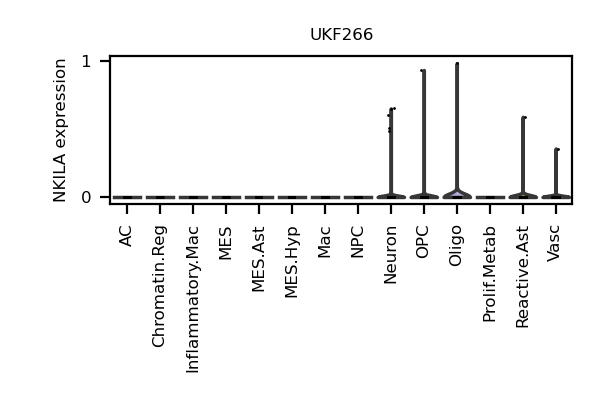 UKF266
NKILA expression
1
0
AC
Chromatin.Reg
Inflammatory.Mac
MES
MES.Ast
MES.Hyp
Mac
NPC
Neuron
OPC
Oligo
Prolif.Metab
Reactive.Ast
Vasc